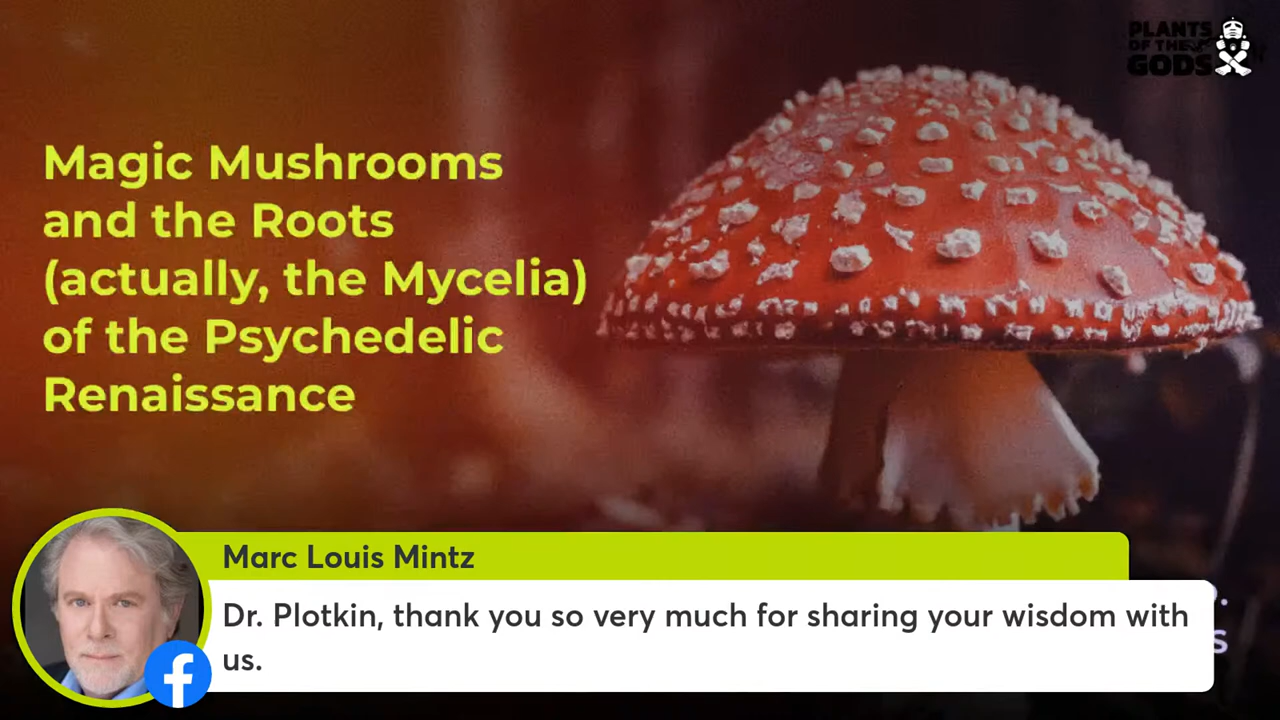 PLANTS
OF THE
GODS
Magic Mushrooms
and the Roots
(actually, the Mycelia)
of the Psychedelic
Renaissance
Marc Louis Mintz
Dr. Plotkin, thank you so very much for sharing your wisdom with
us.